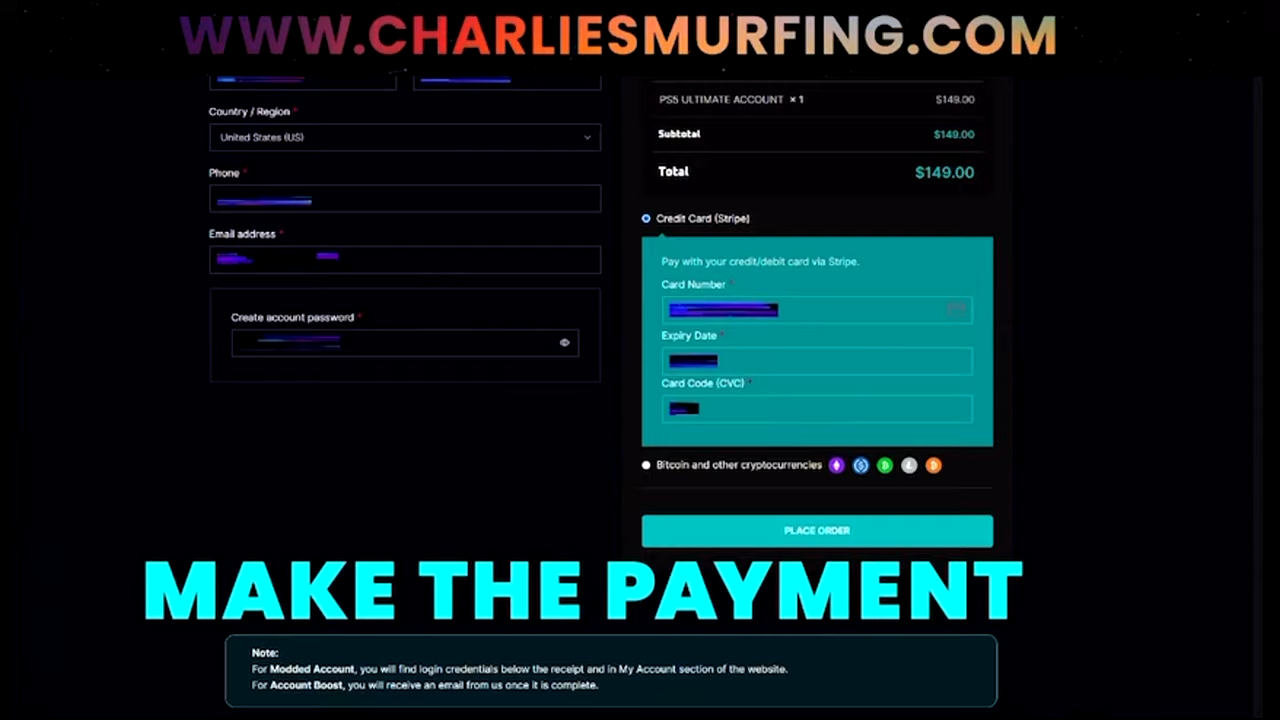 WWW.CHARLIESMURFING.COM
Country / Region *
United States (US)
Phone *
Email address *
Create account password *
PS5 ULTIMATE ACCOUNT × 1 $149.00
Subtotal $149.00
Total $149.00
Credit Card (Stripe)
Pay with your credit/debit card via Stripe.
Card Number *
Expiry Date *
Card Code (CVC) *
Bitcoin and other cryptocurrencies
PLACE ORDER
MAKE THE PAYMENT
Note:
For Modded Account, you will find login credentials below the receipt and in My Account section of the website.
For Account Boost, you will receive an email from us once it is complete.